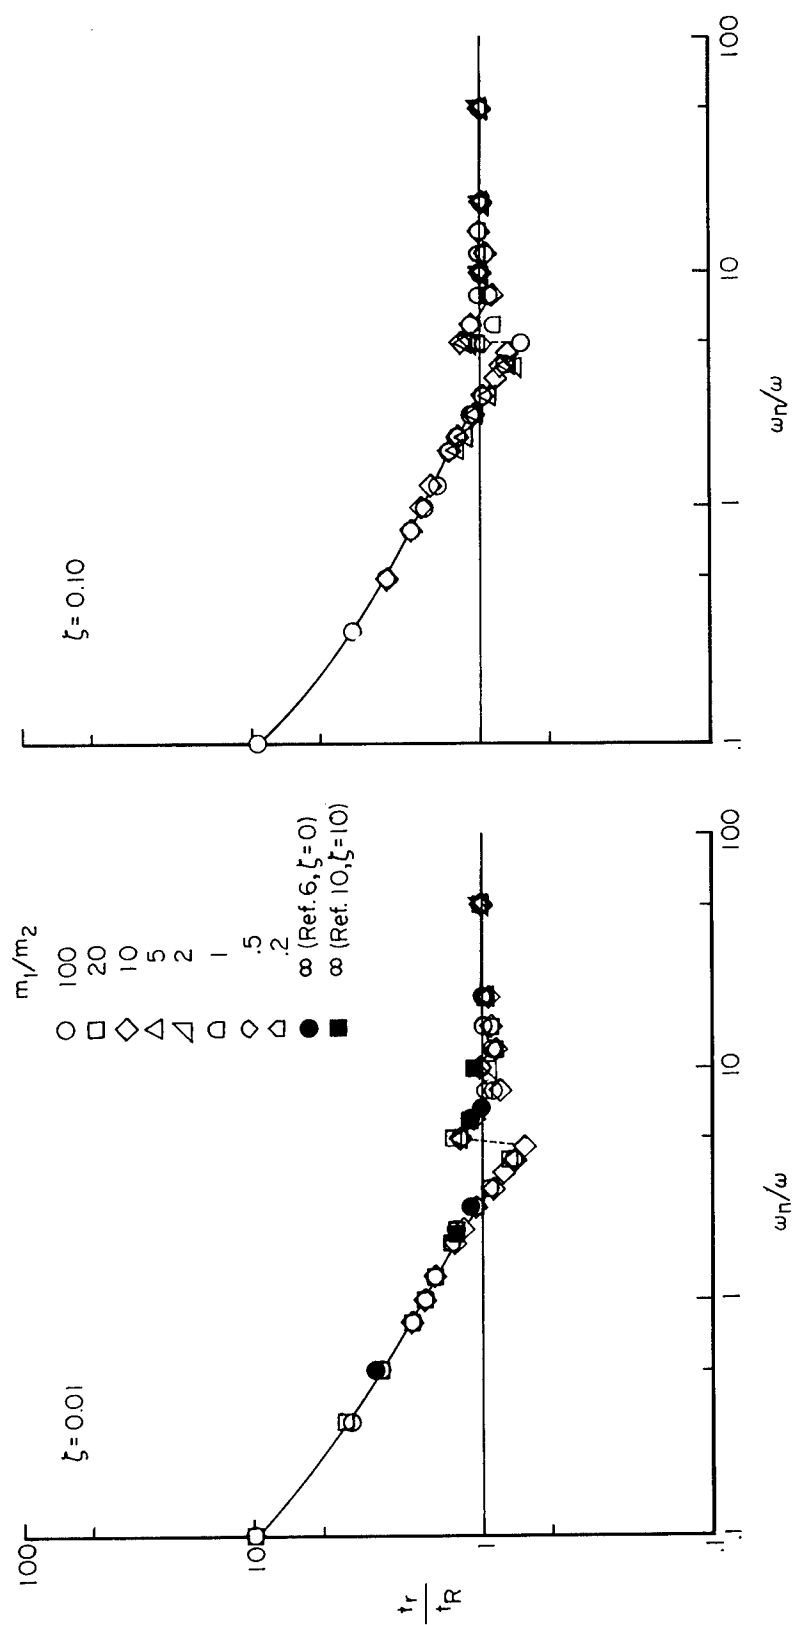 ζ = 0.01
m₁/m₂
○ 100
□ 20
◇ 10
△ 5
2
1
.5
.2
● ∞ (Ref. 6, ζ=0)
■ ∞ (Ref. 10, ζ=10)
100
10
1
.1
tr
tR
.1
1
10
100
ωn/ω
ζ = 0.10
.1
1
10
100
ωn/ω